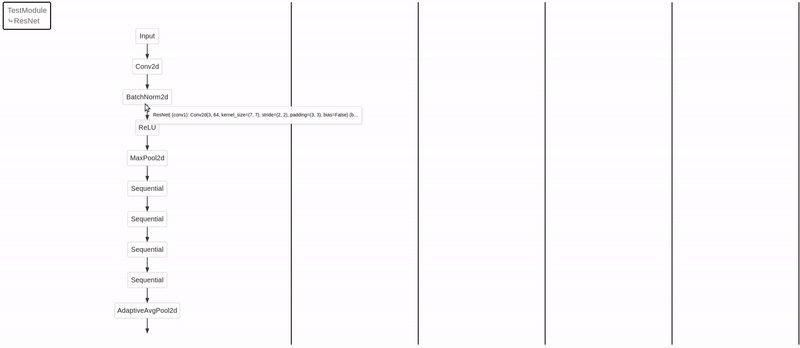 TestModule
⤷ResNet
Input
Conv2d
BatchNorm2d
ResNet( (conv1): Conv2d(3, 64, kernel_size=(7, 7), stride=(2, 2), padding=(3, 3), bias=False) (b...
ReLU
MaxPool2d
Sequential
Sequential
Sequential
Sequential
AdaptiveAvgPool2d